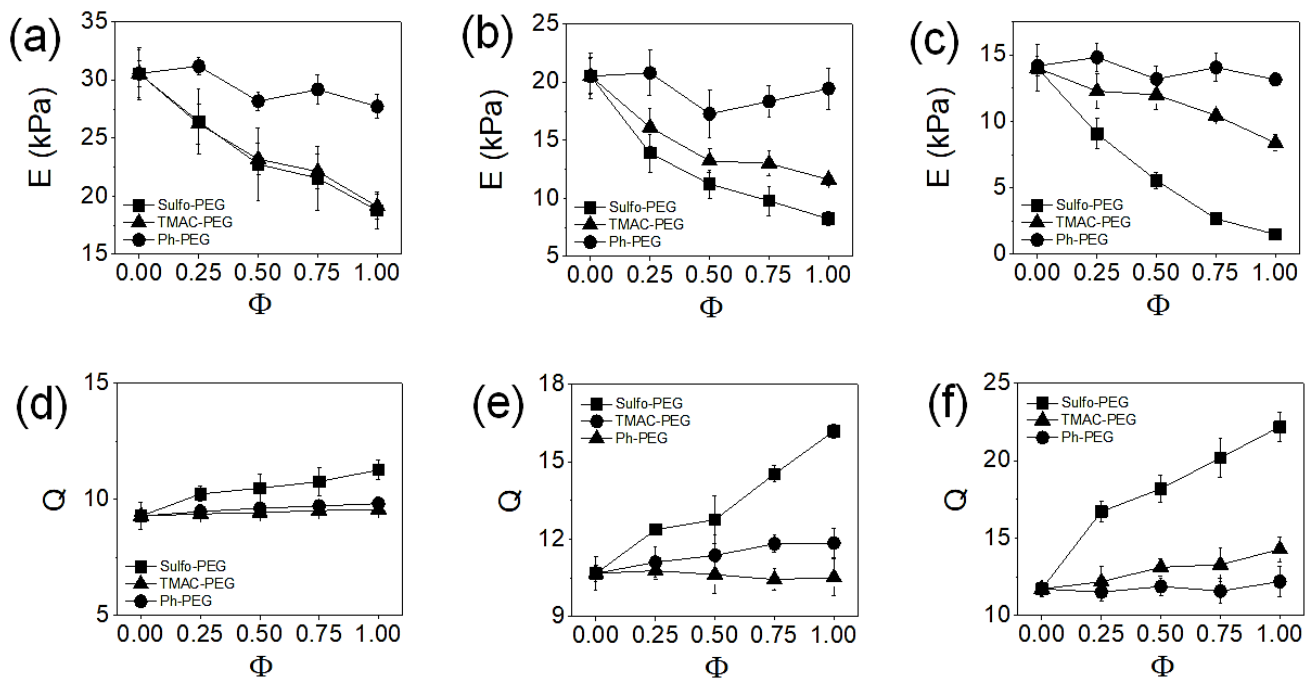 (a)
E (kPa)
35
30
25
20
15
Sulfo-PEG
TMAC-PEG
Ph-PEG
0.00 0.25 0.50 0.75 1.00
Φ
(b)
E (kPa)
25
20
15
10
5
Sulfo-PEG
TMAC-PEG
Ph-PEG
0.00 0.25 0.50 0.75 1.00
Φ
(c)
E (kPa)
15
10
5
0
Sulfo-PEG
TMAC-PEG
Ph-PEG
0.00 0.25 0.50 0.75 1.00
Φ
(d)
Q
15
10
5
Sulfo-PEG
TMAC-PEG
Ph-PEG
0.00 0.25 0.50 0.75 1.00
Φ
(e)
Q
18
15
12
9
Sulfo-PEG
TMAC-PEG
Ph-PEG
0.00 0.25 0.50 0.75 1.00
Φ
(f)
Q
25
20
15
10
Sulfo-PEG
TMAC-PEG
Ph-PEG
0.00 0.25 0.50 0.75 1.00
Φ